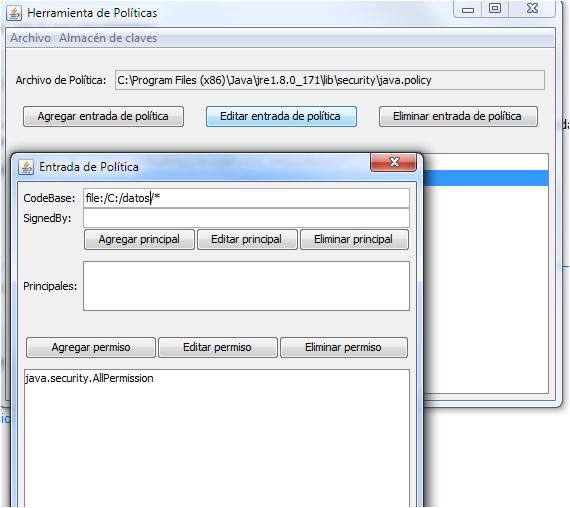 Herramienta de Políticas
Archivo Almacén de claves
Archivo de Política: C:\Program Files (x86)\Java\jre1.8.0_171\lib\security\java.policy
Agregar entrada de política Editar entrada de política Eliminar entrada de política
Entrada de Política
CodeBase: file:/C:/datos/*
SignedBy:
Agregar principal Editar principal Eliminar principal
Principales:
Agregar permiso Editar permiso Eliminar permiso
java.security.AllPermission